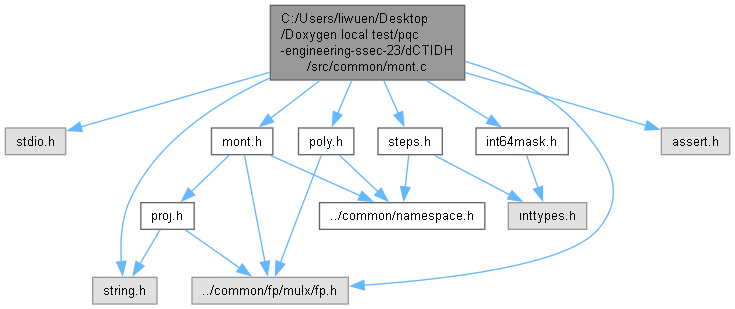 C:/Users/liwuen/Desktop
/Doxygen local test/pqc
-engineering-ssec-23/dCTIDH
/src/common/mont.c
stdio.h
mont.h
poly.h
steps.h
int64mask.h
assert.h
proj.h
../common/namespace.h
inttypes.h
string.h
../common/fp/mulx/fp.h